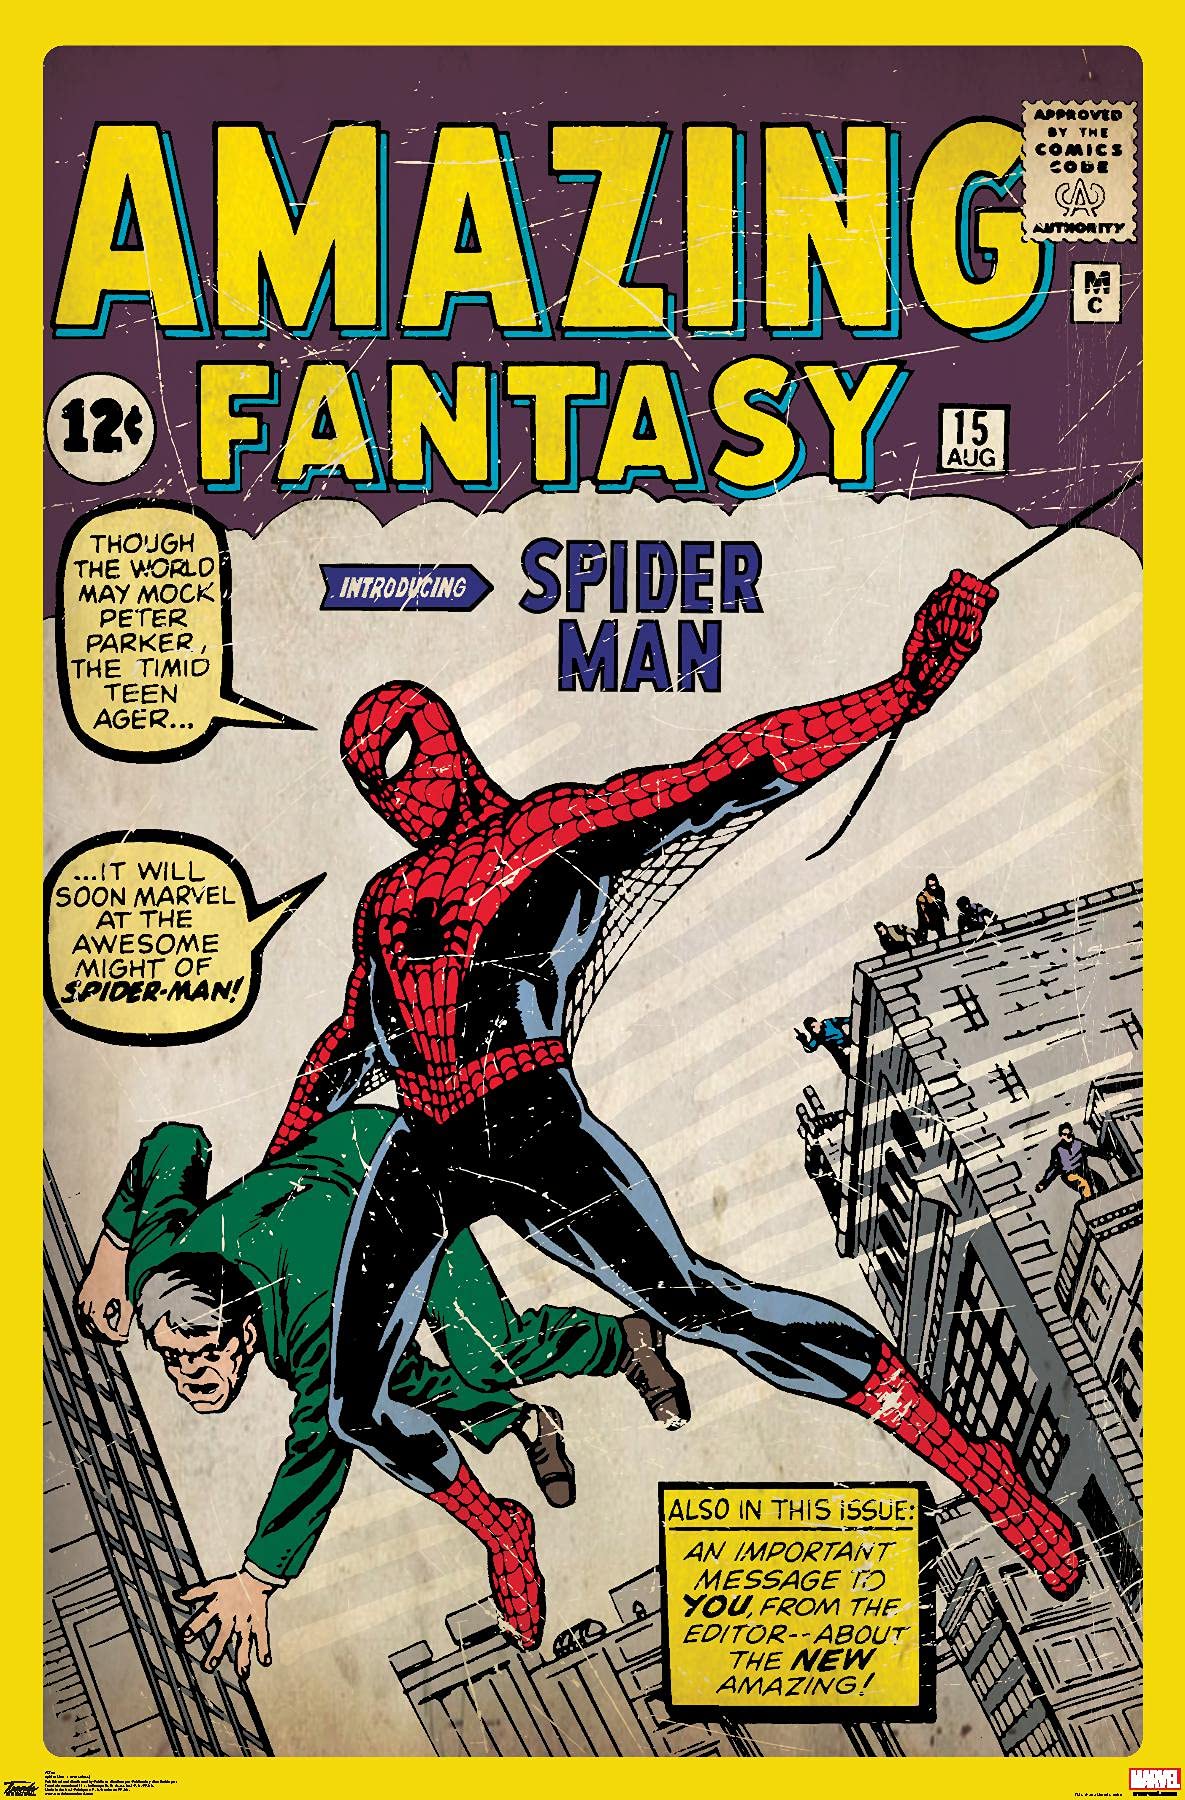 AMAZING
FANTASY
APPROVED
BY THE
COMICS
CODE
CA
AUTHORITY
M
C
12¢
15
AUG
THOUGH
THE WORLD
MAY MOCK
PETER
PARKER,
THE TIMID
TEEN
AGER...
INTRODUCING
SPIDER
MAN
...IT WILL
SOON MARVEL
AT THE
AWESOME
MIGHT OF
SPIDER-MAN!
ALSO IN THIS ISSUE:
AN IMPORTANT
MESSAGE TO
YOU, FROM THE
EDITOR--ABOUT
THE NEW
AMAZING!
Trends
MARVEL